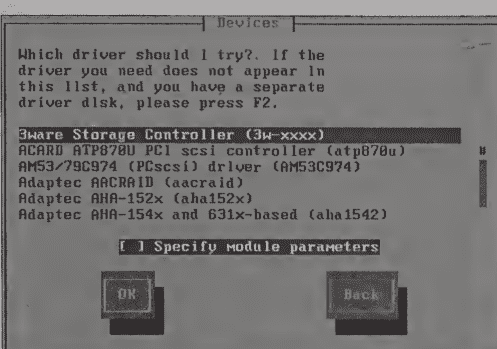 Devices
Which driver should I try?. If the
driver you need does not appear in
this list, and you have a separate
driver disk, please press F2.
3ware Storage Controller (3w-xxxx)
ACARD ATP870U PCI scsi controller (atp870u)
AM53/79C974 (PCscsi) driver (AM53C974)
Adaptec AACRAID (aacraid)
Adaptec AHA-152x (aha152x)
Adaptec AHA-154x and 631x-based (aha1542)
[ ] Specify module parameters
OK Back